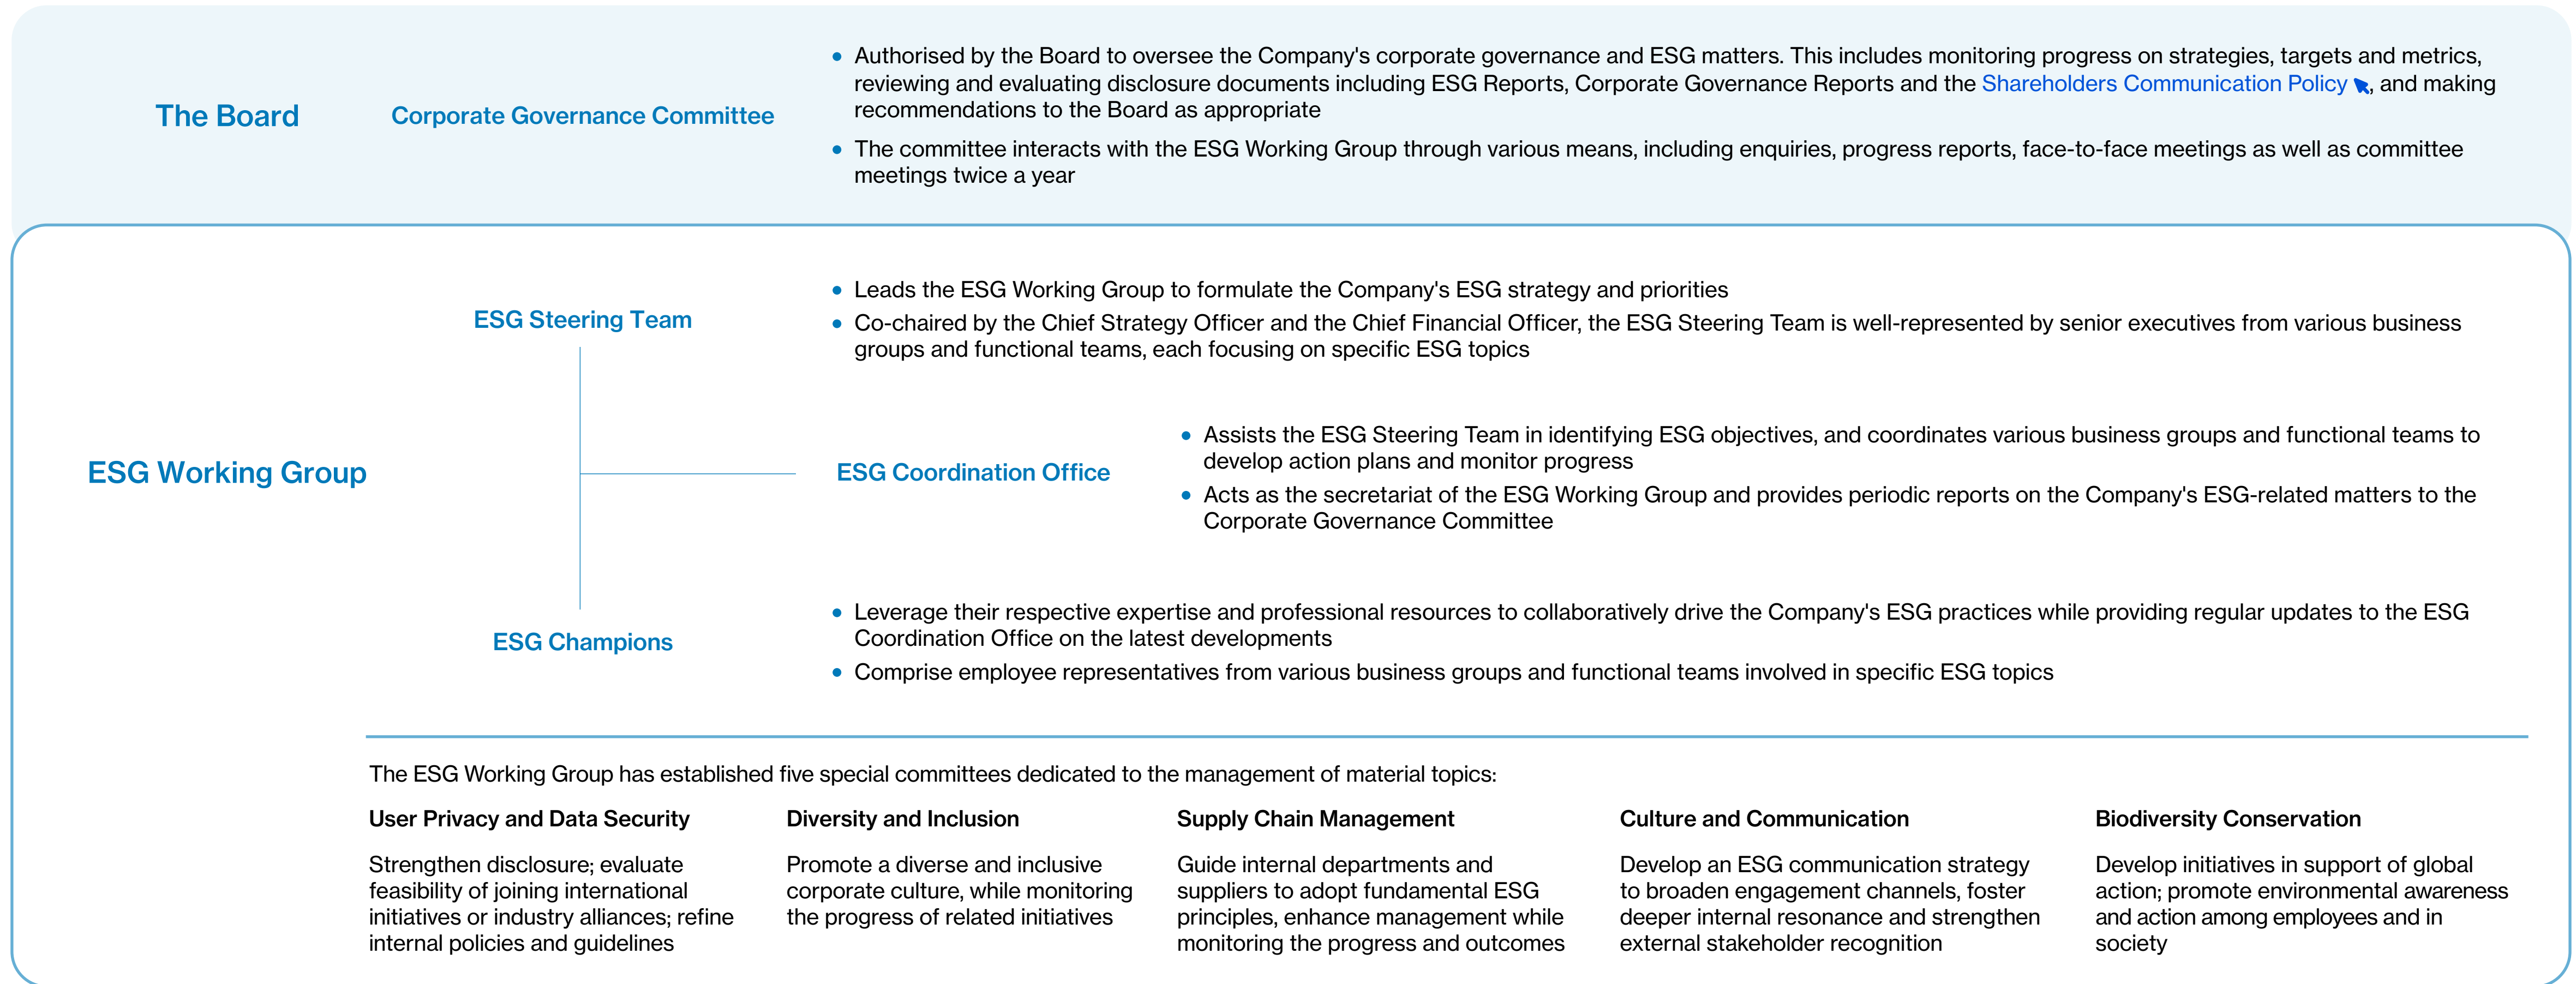 The Board
Corporate Governance Committee
• Authorised by the Board to oversee the Company's corporate governance and ESG matters. This includes monitoring progress on strategies, targets and metrics,
reviewing and evaluating disclosure documents including ESG Reports, Corporate Governance Reports and the Shareholders Communication Policy, and making
recommendations to the Board as appropriate
• The committee interacts with the ESG Working Group through various means, including enquiries, progress reports, face-to-face meetings as well as committee
meetings twice a year
ESG Working Group
ESG Steering Team
• Leads the ESG Working Group to formulate the Company's ESG strategy and priorities
• Co-chaired by the Chief Strategy Officer and the Chief Financial Officer, the ESG Steering Team is well-represented by senior executives from various business
groups and functional teams, each focusing on specific ESG topics
ESG Coordination Office
• Assists the ESG Steering Team in identifying ESG objectives, and coordinates various business groups and functional teams to
develop action plans and monitor progress
• Acts as the secretariat of the ESG Working Group and provides periodic reports on the Company's ESG-related matters to the
Corporate Governance Committee
ESG Champions
• Leverage their respective expertise and professional resources to collaboratively drive the Company's ESG practices while providing regular updates to the ESG
Coordination Office on the latest developments
• Comprise employee representatives from various business groups and functional teams involved in specific ESG topics
The ESG Working Group has established five special committees dedicated to the management of material topics:
User Privacy and Data Security
Strengthen disclosure; evaluate
feasibility of joining international
initiatives or industry alliances; refine
internal policies and guidelines
Diversity and Inclusion
Promote a diverse and inclusive
corporate culture, while monitoring
the progress of related initiatives
Supply Chain Management
Guide internal departments and
suppliers to adopt fundamental ESG
principles, enhance management while
monitoring the progress and outcomes
Culture and Communication
Develop an ESG communication strategy
to broaden engagement channels, foster
deeper internal resonance and strengthen
external stakeholder recognition
Biodiversity Conservation
Develop initiatives in support of global
action; promote environmental awareness
and action among employees and in
society